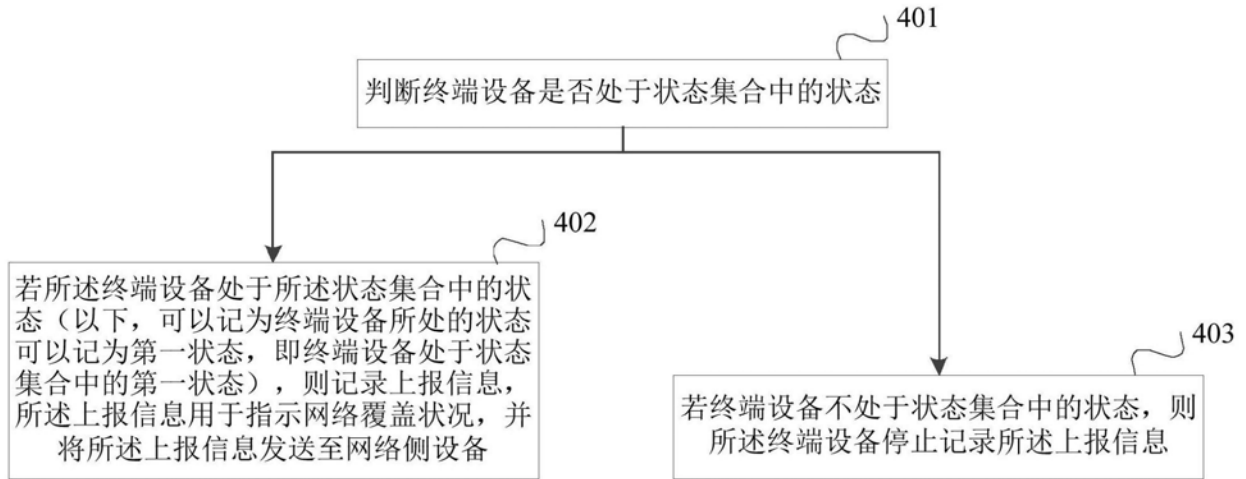 401
判断终端设备是否处于状态集合中的状态
402
若所述终端设备处于所述状态集合中的状
态（以下，可以记为终端设备所处的状态
可以记为第一状态，即终端设备处于状态
集合中的第一状态），则记录上报信息，
所述上报信息用于指示网络覆盖状况，并
将所述上报信息发送至网络侧设备
403
若终端设备不处于状态集合中的状态，则
所述终端设备停止记录所述上报信息